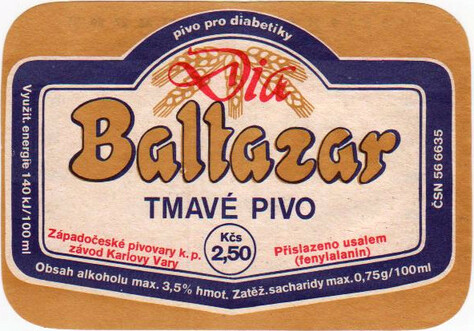 pivo pro diabetiky
Dia
Baltazar
TMAVÉ PIVO
Využit. energie 140 kJ/100 ml
ČSN 56 6635
Západočeské pivovary k. p.
závod Karlovy Vary
Kčs
2,50
Přislazeno usalem
(fenylalanin)
Obsah alkoholu max. 3,5% hmot. Zatěž. sacharidy max. 0,75g/100 ml